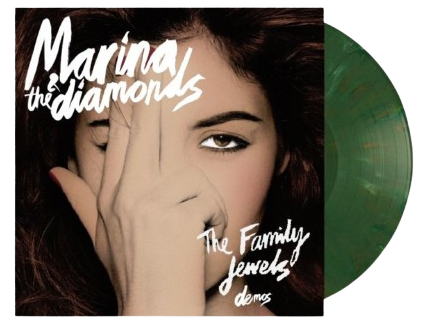 Marina
& the diamonds
The Family
Jewels
demos